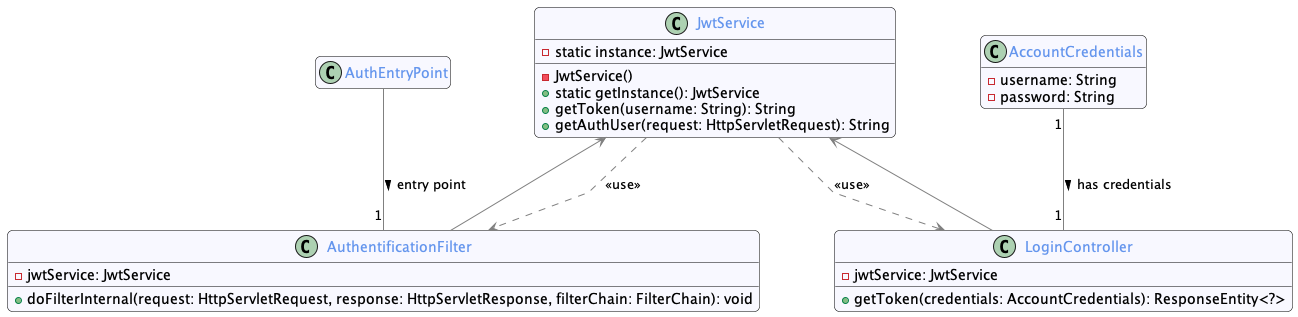 C JwtService
static instance: JwtService
JwtService()
static getInstance(): JwtService
getToken(username: String): String
getAuthUser(request: HttpServletRequest): String
C AuthEntryPoint
C AccountCredentials
username: String
password: String
1
entry point
«use»
«use»
has credentials
1
1
C AuthentificationFilter
jwtService: JwtService
doFilterInternal(request: HttpServletRequest, response: HttpServletResponse, filterChain: FilterChain): void
C LoginController
jwtService: JwtService
getToken(credentials: AccountCredentials): ResponseEntity<?>